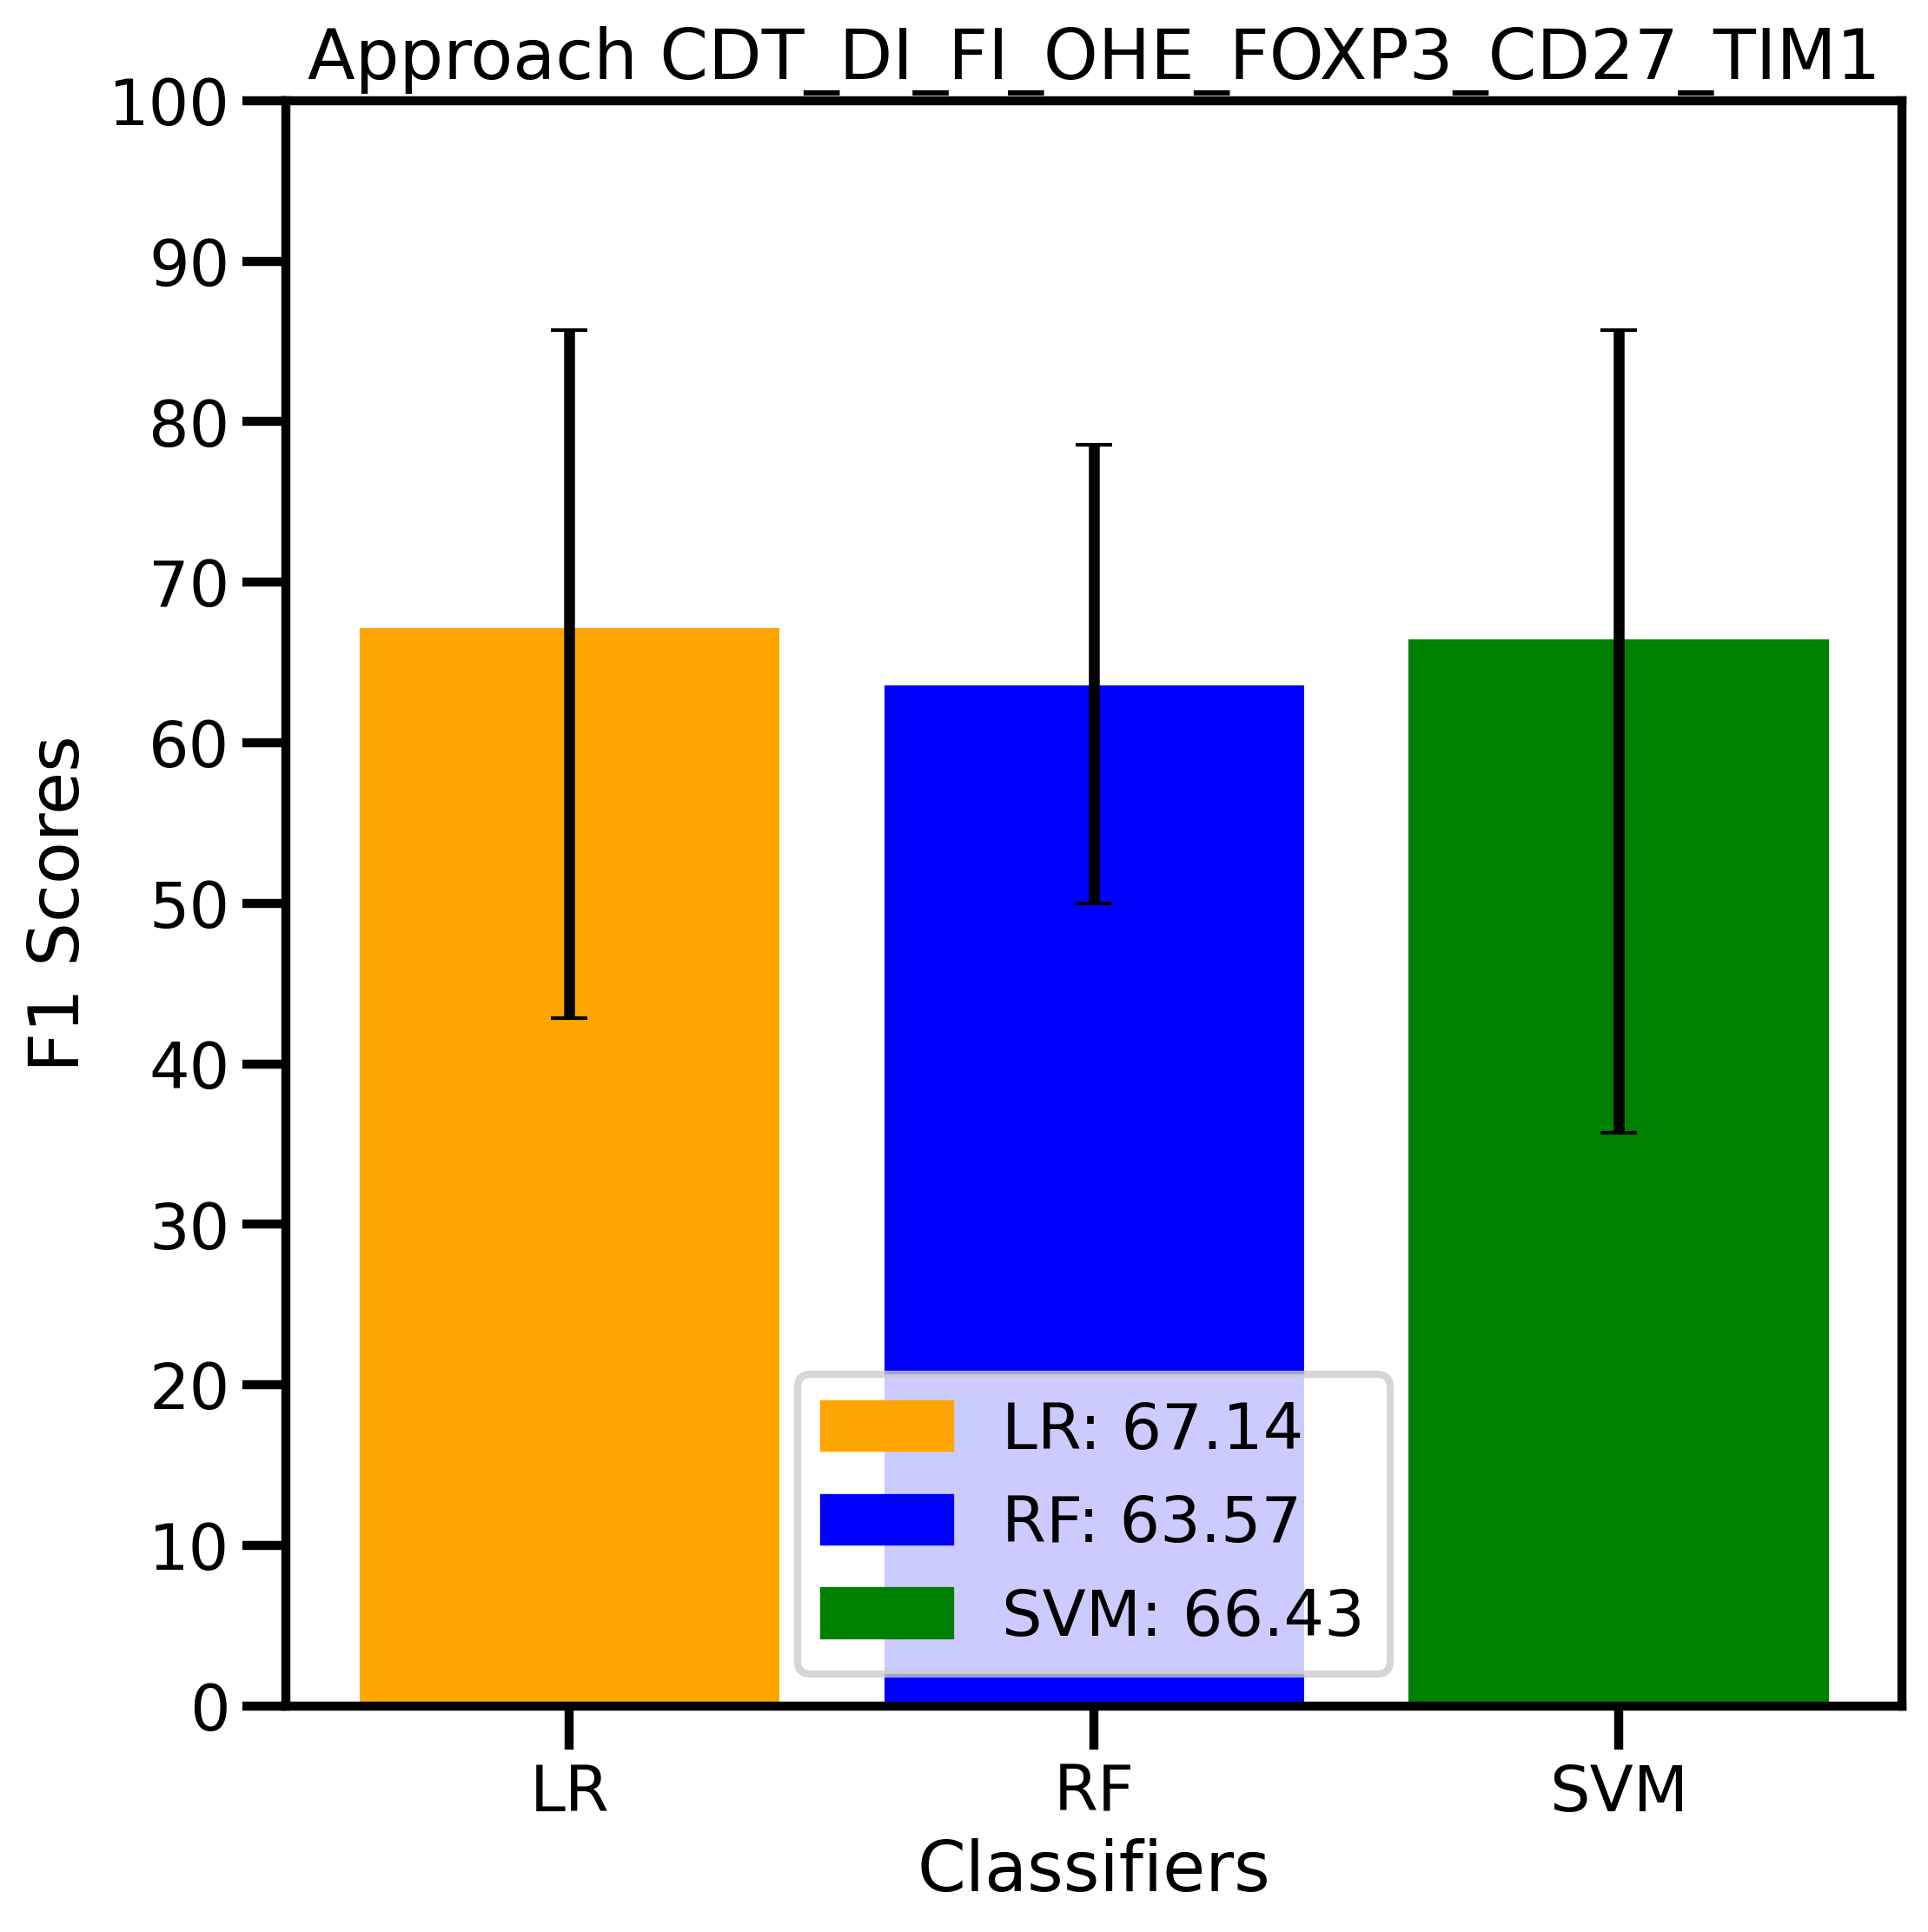 Approach CDT_DI_FI_OHE_FOXP3_CD27_TIM1
100
90
80
70
60
50
40
30
20
10
0
F1 Scores
LR: 67.14
RF: 63.57
SVM: 66.43
LR
RF
SVM
Classifiers